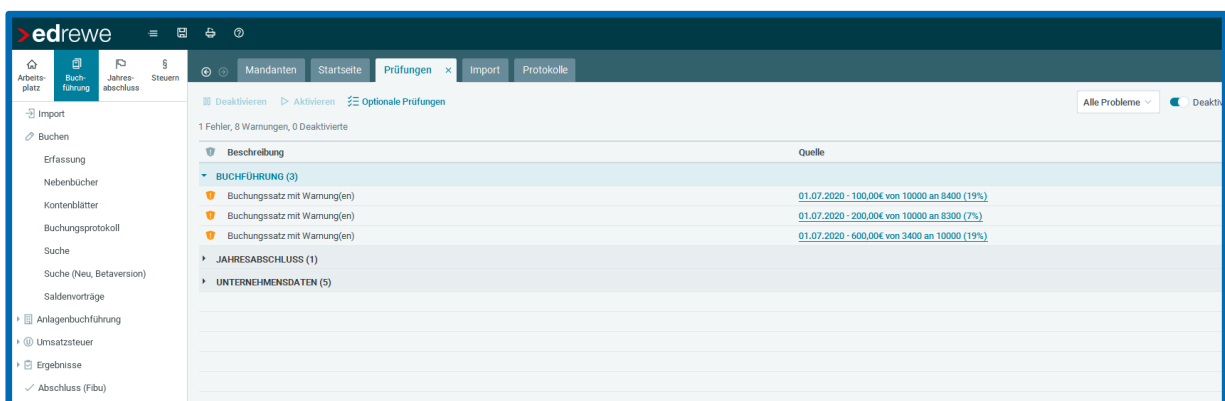 >edrewe
Arbeits-
platz
Buch-
führung
Jahres-
abschluss
§
Steuern
Mandanten
Startseite
Prüfungen ×
Import
Protokolle
Import
Buchen
Erfassung
Nebenbücher
Kontenblätter
Buchungsprotokoll
Suche
Suche (Neu, Betaversion)
Saldenvorträge
Anlagenbuchführung
Umsatzsteuer
Ergebnisse
Abschluss (Fibu)
Deaktivieren
Aktivieren
Optionale Prüfungen
Alle Probleme
Deaktiv
1 Fehler, 8 Warnungen, 0 Deaktivierte
Beschreibung Quelle
BUCHFÜHRUNG (3)
Buchungssatz mit Warnung(en) 01.07.2020 - 100,00€ von 10000 an 8400 (19%)
Buchungssatz mit Warnung(en) 01.07.2020 - 200,00€ von 10000 an 8300 (7%)
Buchungssatz mit Warnung(en) 01.07.2020 - 600,00€ von 3400 an 10000 (19%)
JAHRESABSCHLUSS (1)
UNTERNEHMENSDATEN (5)